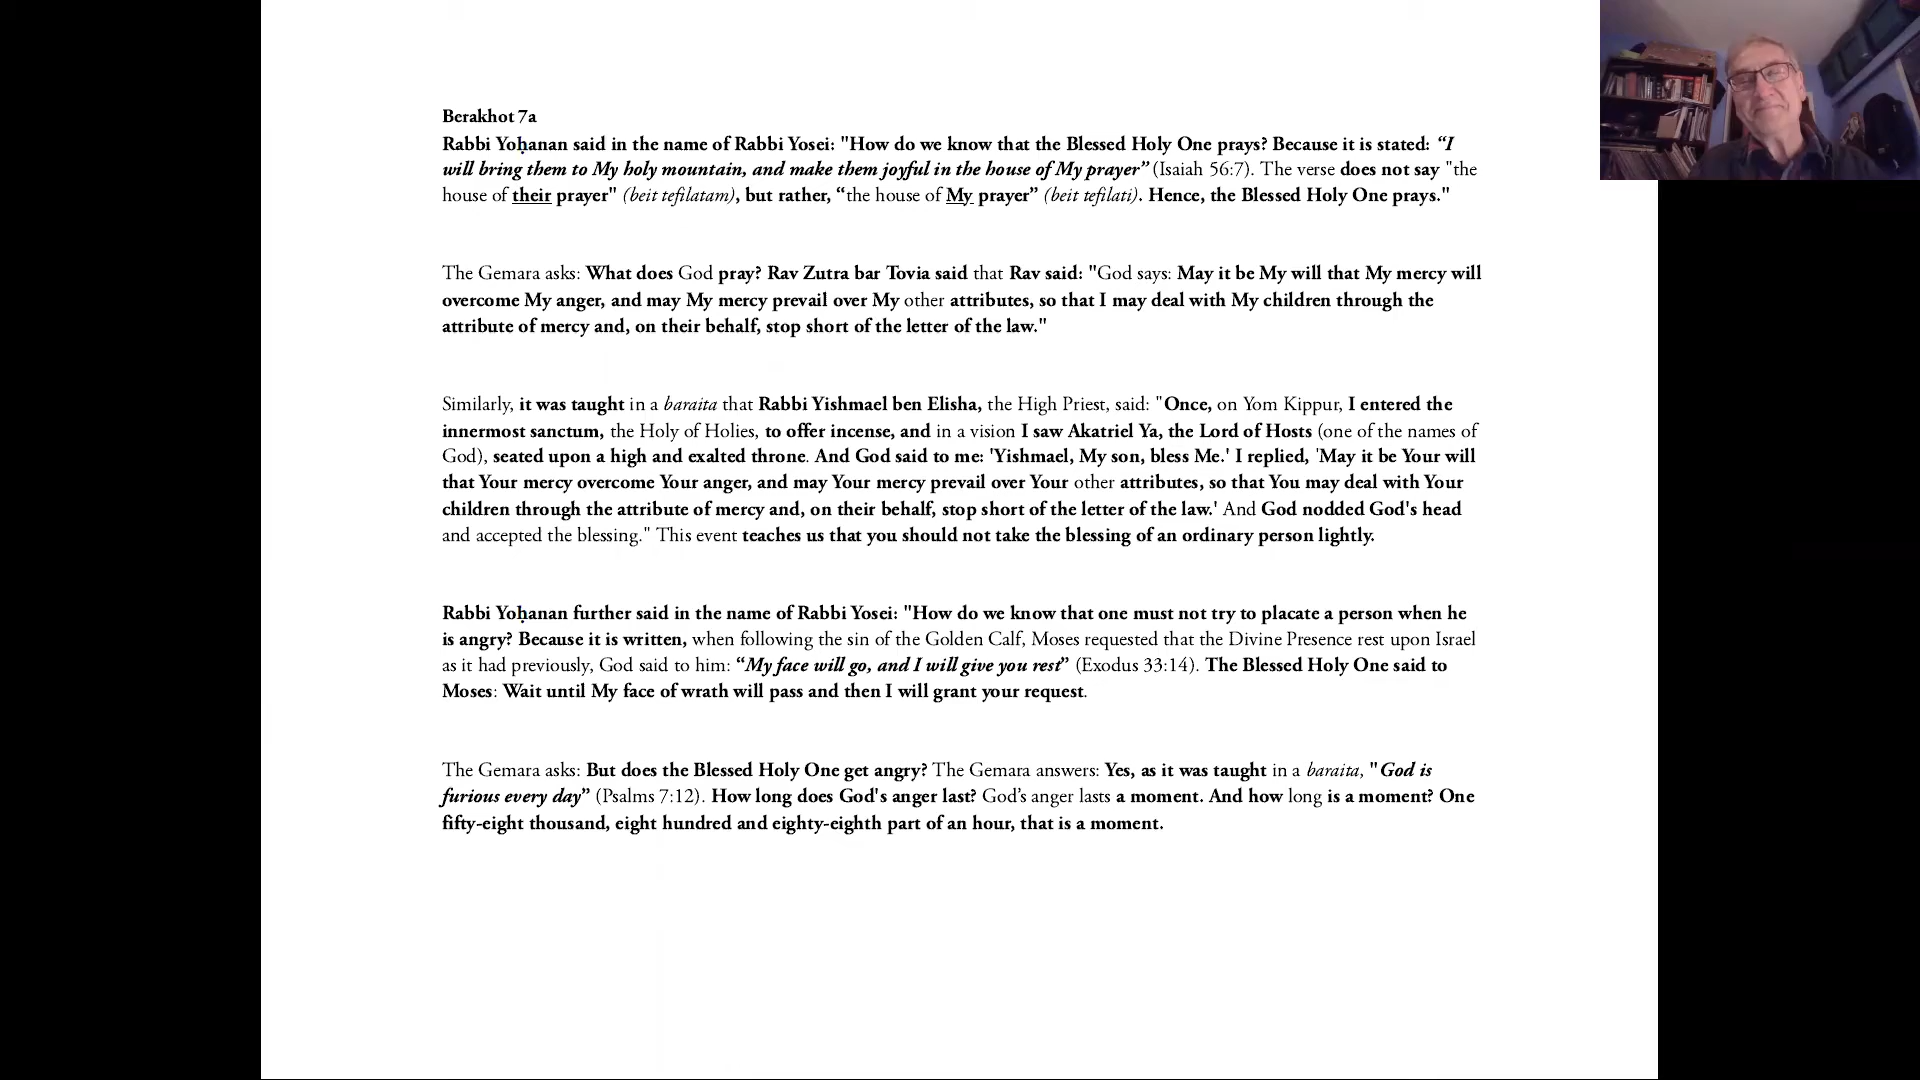 Berakhot 7a
Rabbi Yoḥanan said in the name of Rabbi Yosei: "How do we know that the Blessed Holy One prays? Because it is stated: “I
will bring them to My holy mountain, and make them joyful in the house of My prayer” (Isaiah 56:7). The verse does not say "the
house of their prayer" (beit tefilatam), but rather, “the house of My prayer” (beit tefilati). Hence, the Blessed Holy One prays."
The Gemara asks: What does God pray? Rav Zutra bar Tovia said that Rav said: "God says: May it be My will that My mercy will
overcome My anger, and may My mercy prevail over My other attributes, so that I may deal with My children through the
attribute of mercy and, on their behalf, stop short of the letter of the law."
Similarly, it was taught in a baraita that Rabbi Yishmael ben Elisha, the High Priest, said: "Once, on Yom Kippur, I entered the
innermost sanctum, the Holy of Holies, to offer incense, and in a vision I saw Akatriel Ya, the Lord of Hosts (one of the names of
God), seated upon a high and exalted throne. And God said to me: 'Yishmael, My son, bless Me.' I replied, 'May it be Your will
that Your mercy overcome Your anger, and may Your mercy prevail over Your other attributes, so that You may deal with Your
children through the attribute of mercy and, on their behalf, stop short of the letter of the law.' And God nodded God's head
and accepted the blessing." This event teaches us that you should not take the blessing of an ordinary person lightly.
Rabbi Yoḥanan further said in the name of Rabbi Yosei: "How do we know that one must not try to placate a person when he
is angry? Because it is written, when following the sin of the Golden Calf, Moses requested that the Divine Presence rest upon Israel
as it had previously, God said to him: “My face will go, and I will give you rest” (Exodus 33:14). The Blessed Holy One said to
Moses: Wait until My face of wrath will pass and then I will grant your request.
The Gemara asks: But does the Blessed Holy One get angry? The Gemara answers: Yes, as it was taught in a baraita, "God is
furious every day” (Psalms 7:12). How long does God's anger last? God’s anger lasts a moment. And how long is a moment? One
fifty-eight thousand, eight hundred and eighty-eighth part of an hour, that is a moment.